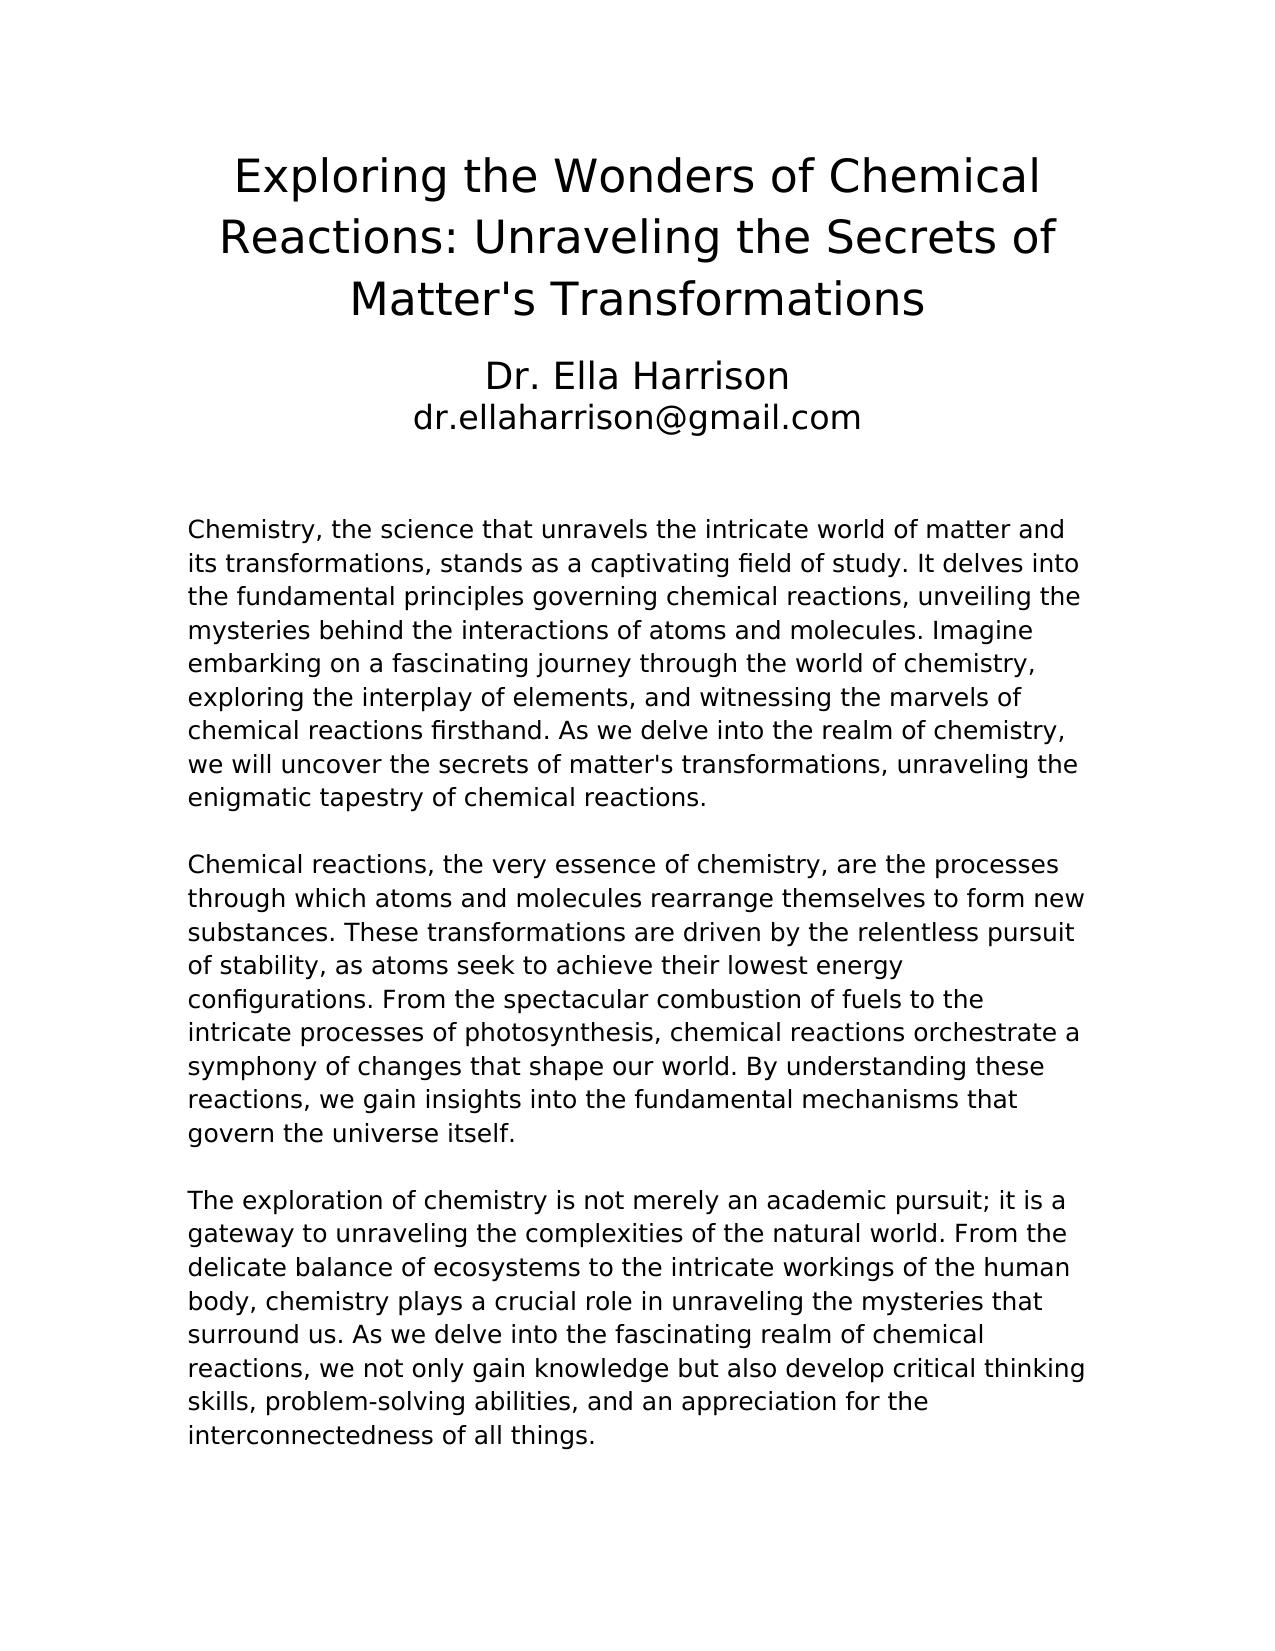 Exploring the Wonders of Chemical
Reactions: Unraveling the Secrets of
Matter's Transformations
Dr. Ella Harrison
dr.ellaharrison@gmail.com
Chemistry, the science that unravels the intricate world of matter and
its transformations, stands as a captivating field of study. It delves into
the fundamental principles governing chemical reactions, unveiling the
mysteries behind the interactions of atoms and molecules. Imagine
embarking on a fascinating journey through the world of chemistry,
exploring the interplay of elements, and witnessing the marvels of
chemical reactions firsthand. As we delve into the realm of chemistry,
we will uncover the secrets of matter's transformations, unraveling the
enigmatic tapestry of chemical reactions.
Chemical reactions, the very essence of chemistry, are the processes
through which atoms and molecules rearrange themselves to form new
substances. These transformations are driven by the relentless pursuit
of stability, as atoms seek to achieve their lowest energy
configurations. From the spectacular combustion of fuels to the
intricate processes of photosynthesis, chemical reactions orchestrate a
symphony of changes that shape our world. By understanding these
reactions, we gain insights into the fundamental mechanisms that
govern the universe itself.
The exploration of chemistry is not merely an academic pursuit; it is a
gateway to unraveling the complexities of the natural world. From the
delicate balance of ecosystems to the intricate workings of the human
body, chemistry plays a crucial role in unraveling the mysteries that
surround us. As we delve into the fascinating realm of chemical
reactions, we not only gain knowledge but also develop critical thinking
skills, problem-solving abilities, and an appreciation for the
interconnectedness of all things.